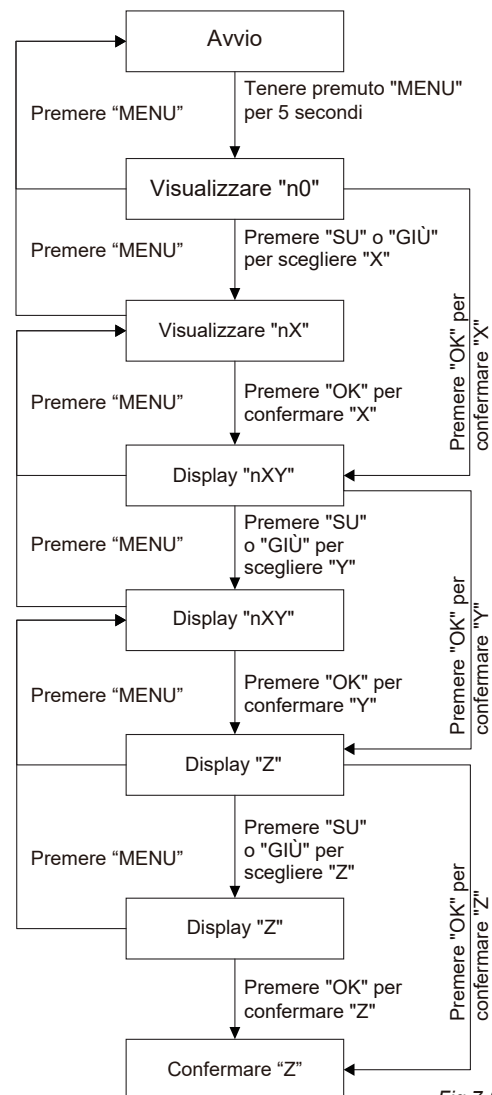 Avvio
Tenere premuto "MENU"
per 5 secondi
Premere “MENU”
Visualizzare "n0"
Premere "SU" o "GIÙ"
per scegliere "X"
Premere “MENU”
Premere "OK" per
confermare "X"
Visualizzare "nX"
Premere "OK" per
confermare "X"
Premere “MENU”
Display "nXY"
Premere "SU"
o "GIÙ" per
scegliere "Y"
Premere “MENU”
Premere "OK" per
confermare "Y"
Display "nXY"
Premere "OK" per
confermare "Y"
Premere “MENU”
Display "Z"
Premere "SU"
o "GIÙ" per
scegliere "Z"
Premere “MENU”
Premere "OK" per
confermare "Z"
Display "Z"
Premere "OK" per
confermare "Z"
Confermare “Z”